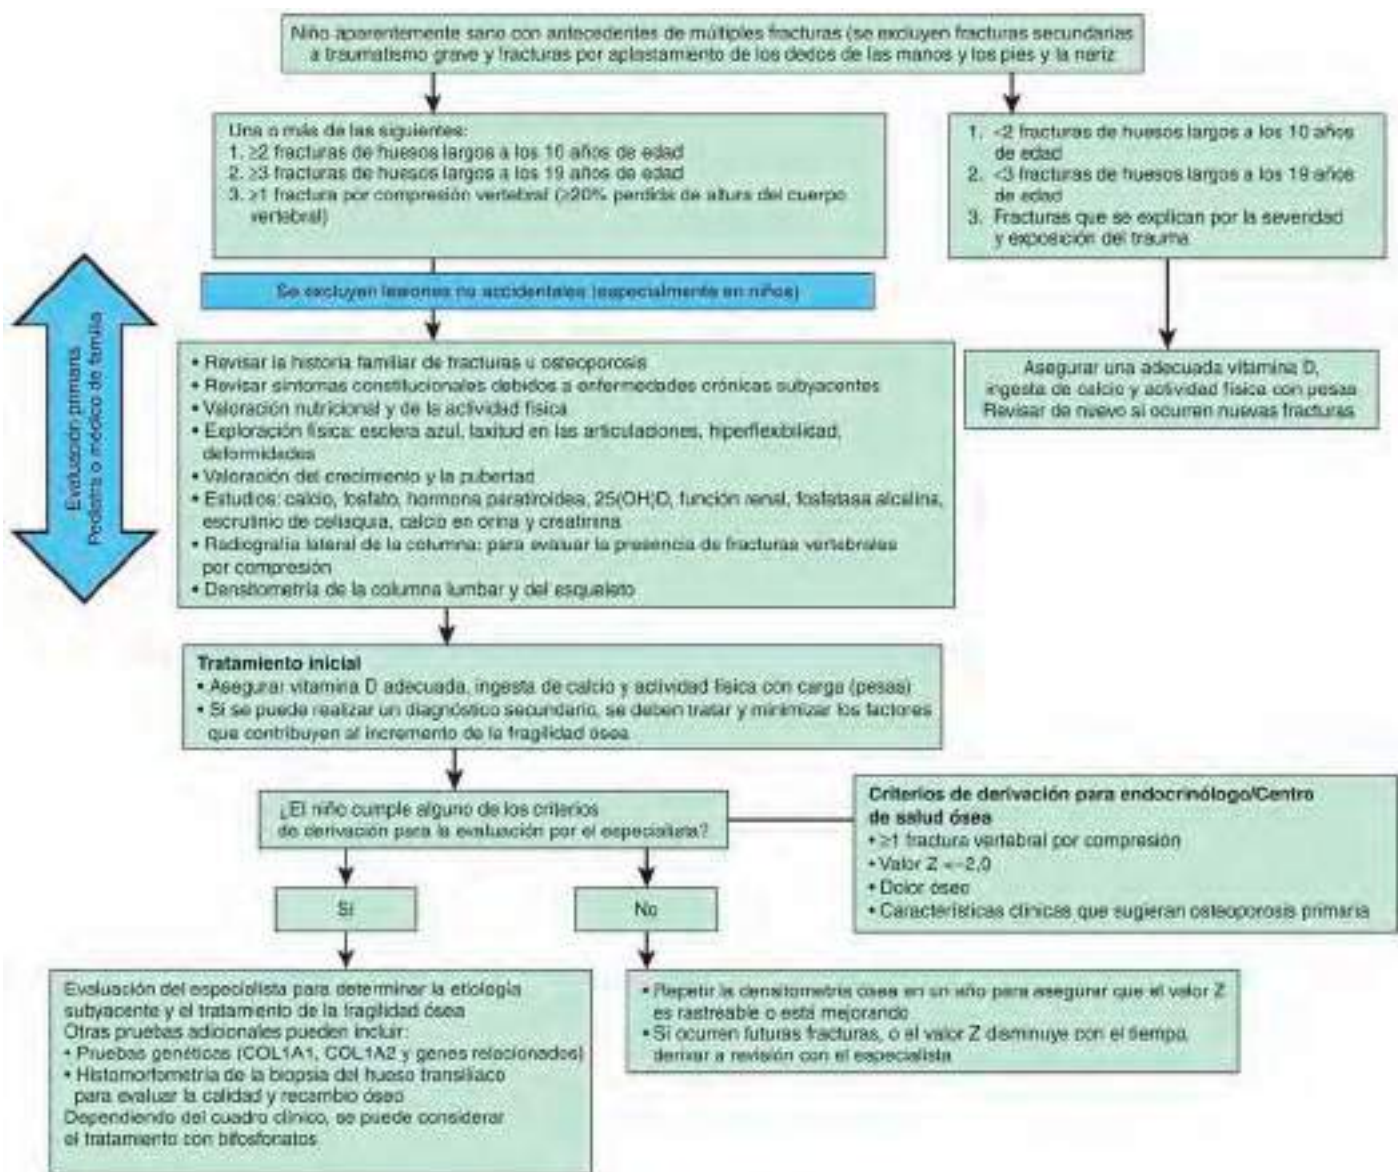 Niño aparentemente sano con antecedentes de múltiples fracturas (se excluyen fracturas secundarias
a traumatismo grave y fracturas por aplastamiento de los dedos de las manos y los pies y la nariz
Una o más de las siguientes:
1. ≥2 fracturas de huesos largos a los 10 años de edad
2. ≥3 fracturas de huesos largos a los 19 años de edad
3. ≥1 fractura por compresión vertebral (≥20% perdida de altura del cuerpo
vertebral)
1. <2 fracturas de huesos largos a los 10 años
de edad
2. <3 fracturas de huesos largos a los 19 años
de edad
3. Fracturas que se explican por la severidad
y exposición del trauma
Se excluyen lesiones no accidentales (especialmente en niños)
Evaluación primaria
Pediatra o médico de familia
• Revisar la historia familiar de fracturas u osteoporosis
• Revisar síntomas constitucionales debidos a enfermedades crónicas subyacentes
• Valoración nutricional y de la actividad física
• Exploración física: esclera azul, laxitud en las articulaciones, hiperflexibilidad,
deformidades
• Valoración del crecimiento y la pubertad
• Estudios: calcio, fosfato, hormona paratiroidea, 25(OH)D, función renal, fosfatasa alcalina,
escrutinio de celiaquia, calcio en orina y creatinina
• Radiografía lateral de la columna: para evaluar la presencia de fracturas vertebrales
por compresión
• Densitometría de la columna lumbar y del esqueleto
Asegurar una adecuada vitamina D,
ingesta de calcio y actividad física con pesas
Revisar de nuevo si ocurren nuevas fracturas
Tratamiento inicial
• Asegurar vitamina D adecuada, ingesta de calcio y actividad física con carga (pesas)
• Si se puede realizar un diagnóstico secundario, se deben tratar y minimizar los factores
que contribuyen al incremento de la fragilidad ósea
¿El niño cumple alguno de los criterios
de derivación para la evaluación por el especialista?
Criterios de derivación para endocrinólogo/Centro
de salud ósea
• ≥1 fractura vertebral por compresión
• Valor Z <−2,0
• Dolor óseo
• Características clínicas que sugieran osteoporosis primaria
Sí
No
Evaluación del especialista para determinar la etiología
subyacente y el tratamiento de la fragilidad ósea
Otras pruebas adicionales pueden incluir:
• Pruebas genéticas (COL1A1, COL1A2 y genes relacionados)
• Histomorfometría de la biopsia del hueso transilíaco
para evaluar la calidad y recambio óseo
Dependiendo del cuadro clínico, se puede considerar
el tratamiento con bifosfonatos
• Repetir la densitometría ósea en un año para asegurar que el valor Z
es rastreable o está mejorando
• Si ocurren futuras fracturas, o el valor Z disminuye con el tiempo,
derivar a revisión con el especialista